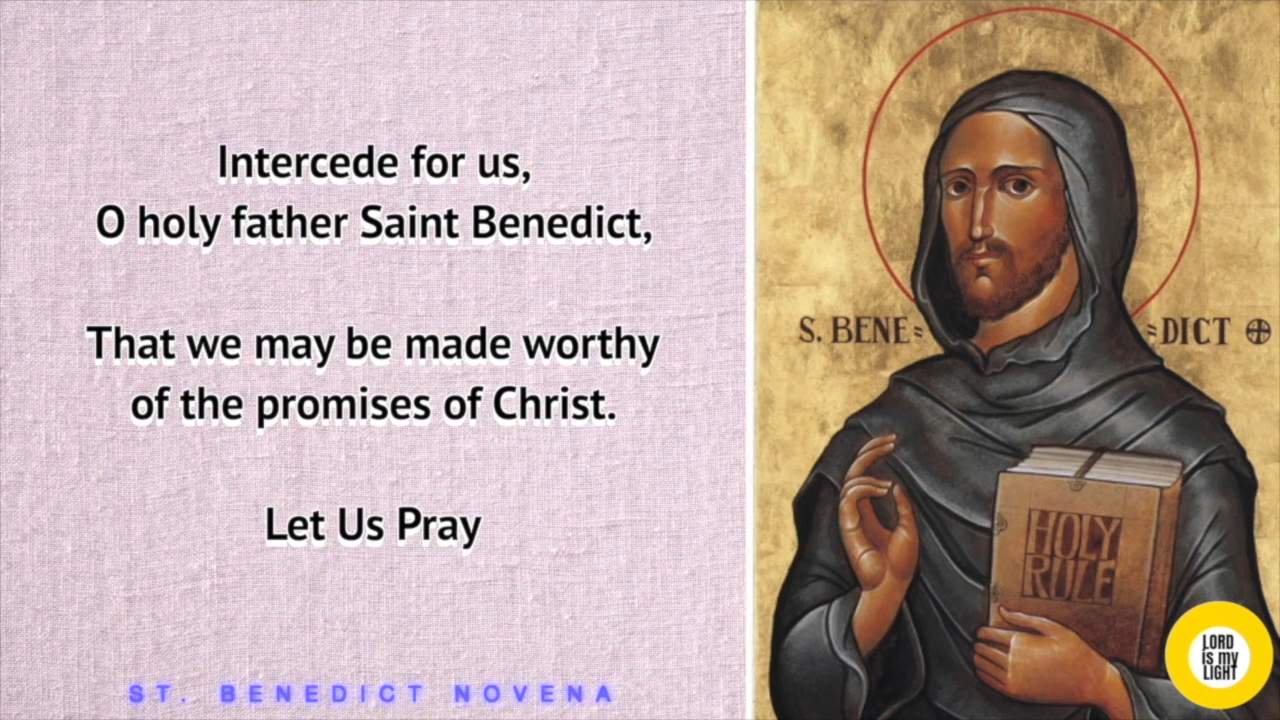 Intercede for us,
O holy father Saint Benedict,
That we may be made worthy
of the promises of Christ.
Let Us Pray
ST. BENEDICT NOVENA
S. BENE= =DICT
HOLY
RULE
LORD
is my
LIGHT